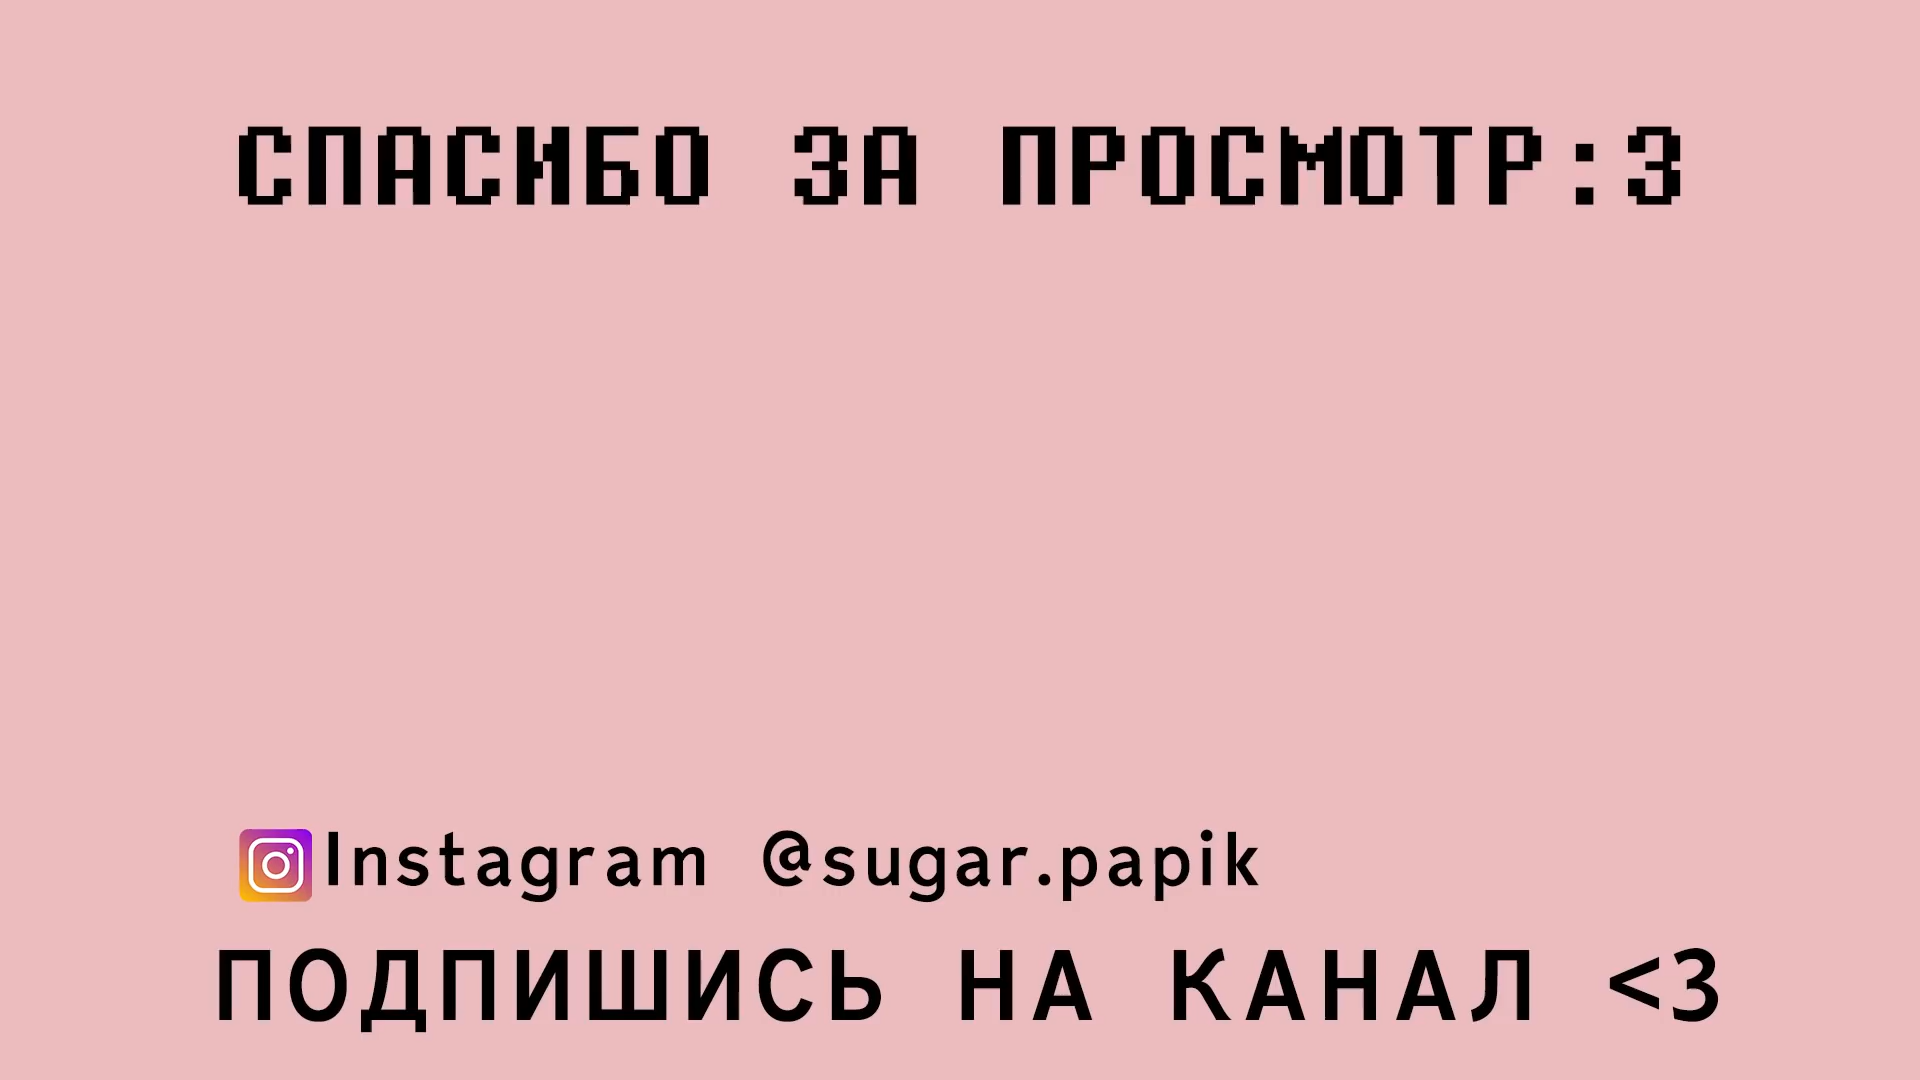 СПАСИБО ЗА ПРОСМОТР:3
Instagram @sugar.papik
ПОДПИШИСЬ НА КАНАЛ <3